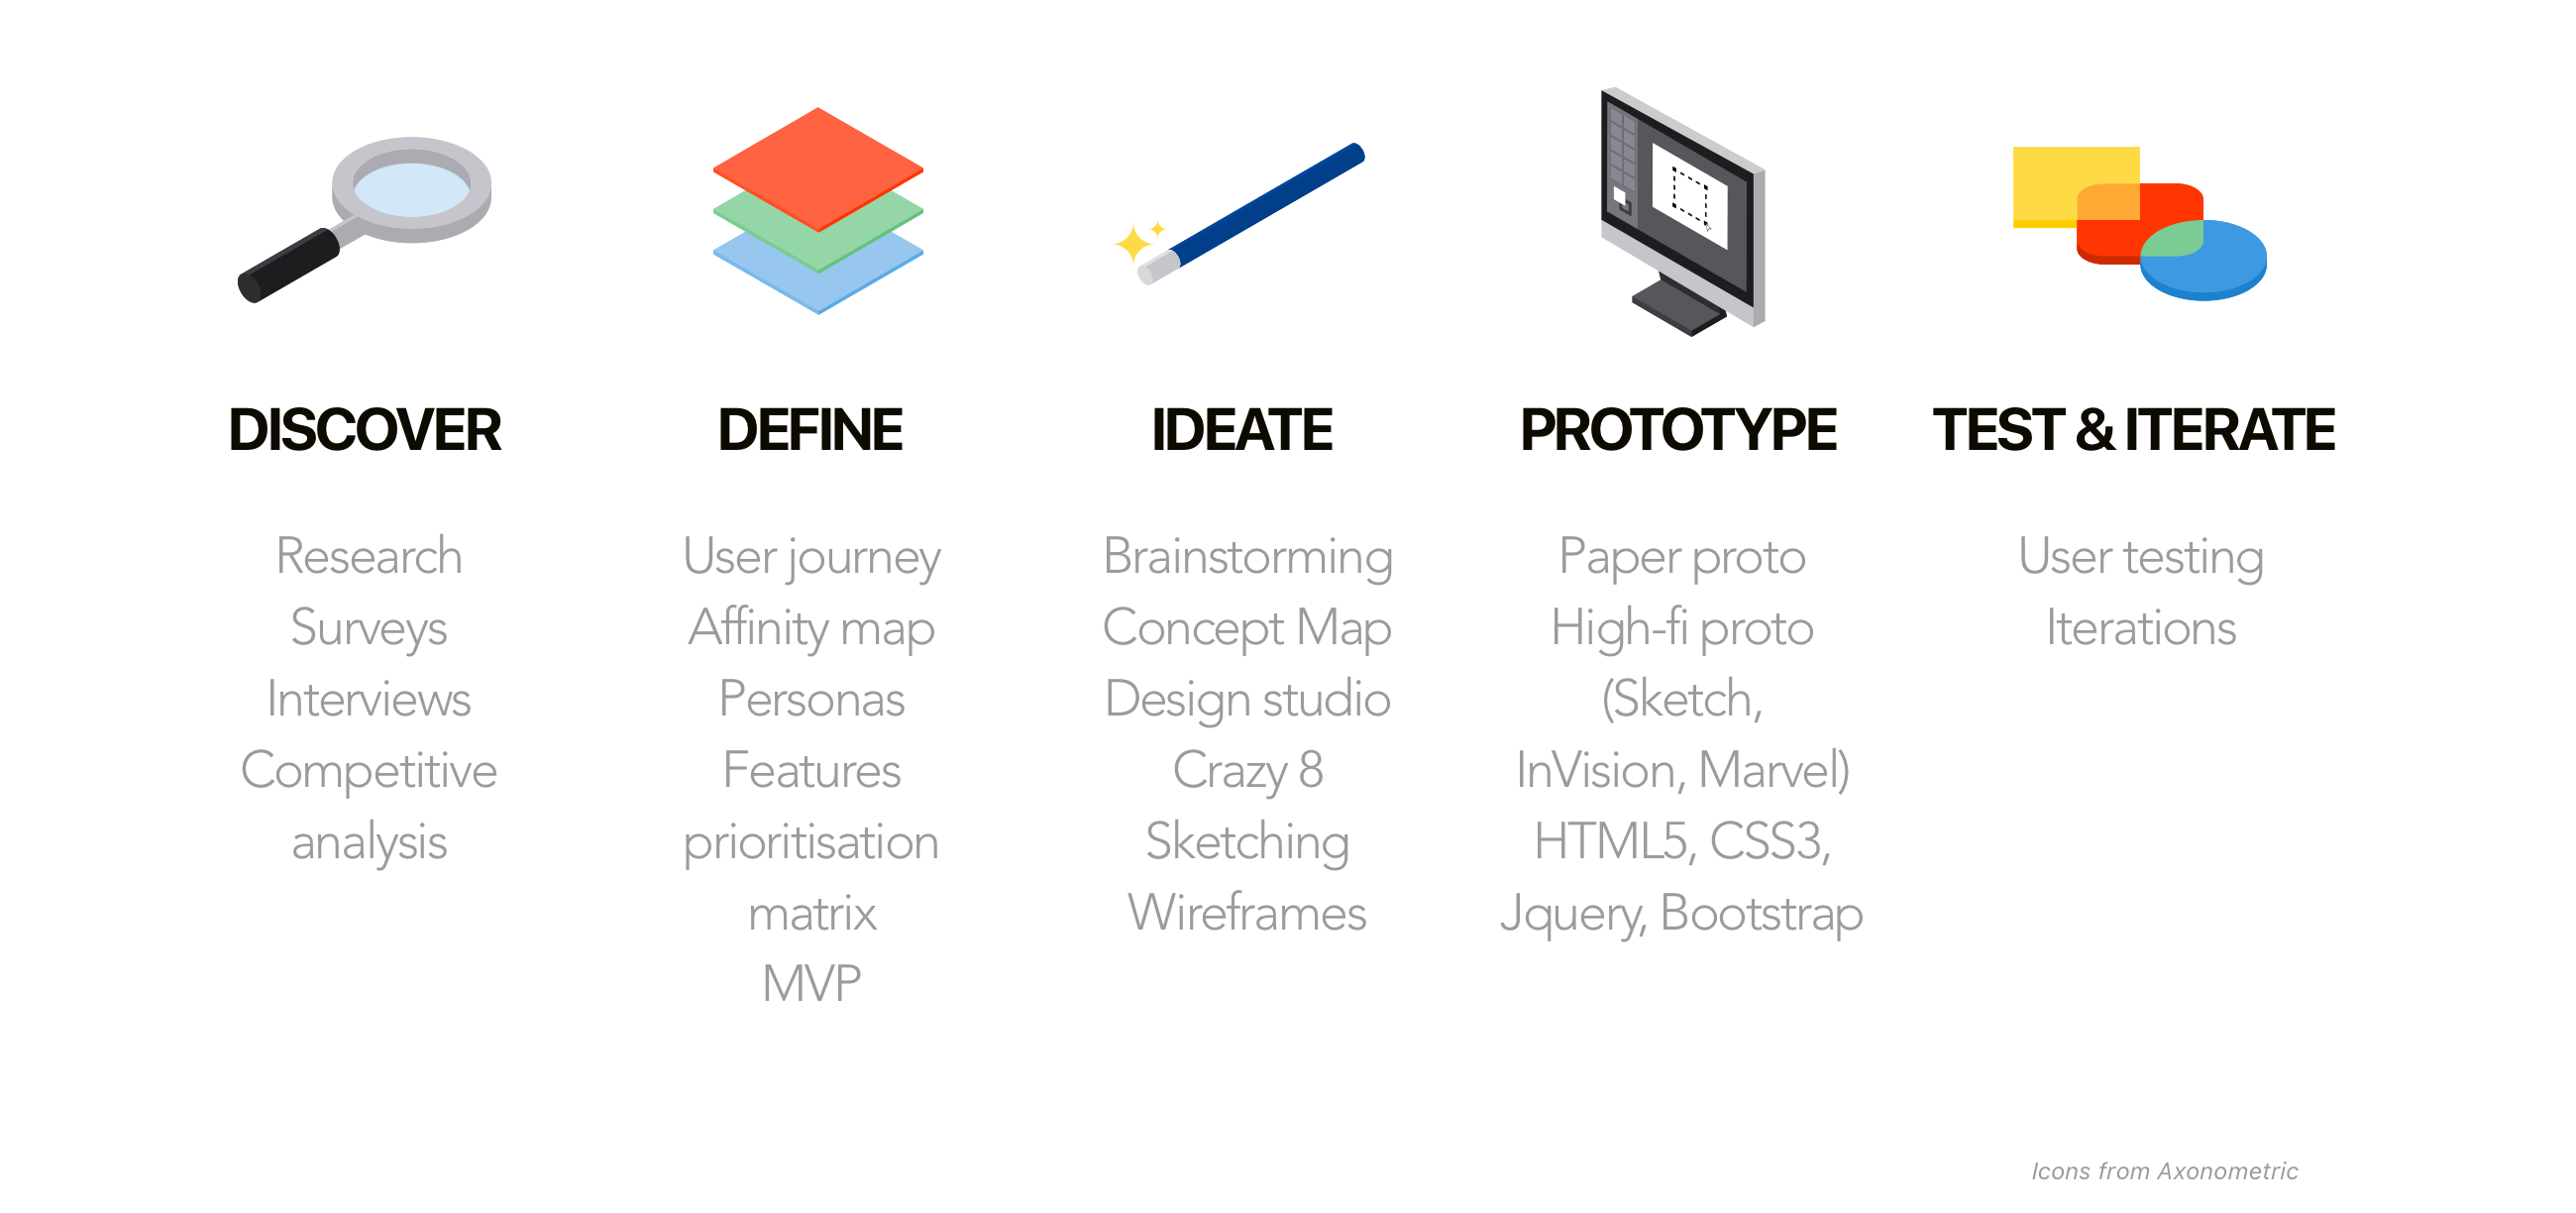 DISCOVER
Research
Surveys
Interviews
Competitive
analysis
DEFINE
User journey
Affinity map
Personas
Features
prioritisation
matrix
MVP
IDEATE
Brainstorming
Concept Map
Design studio
Crazy 8
Sketching
Wireframes
PROTOTYPE
Paper proto
High-fi proto
(Sketch,
InVision, Marvel)
HTML5, CSS3,
Jquery, Bootstrap
TEST & ITERATE
User testing
Iterations
Icons from Axonometric